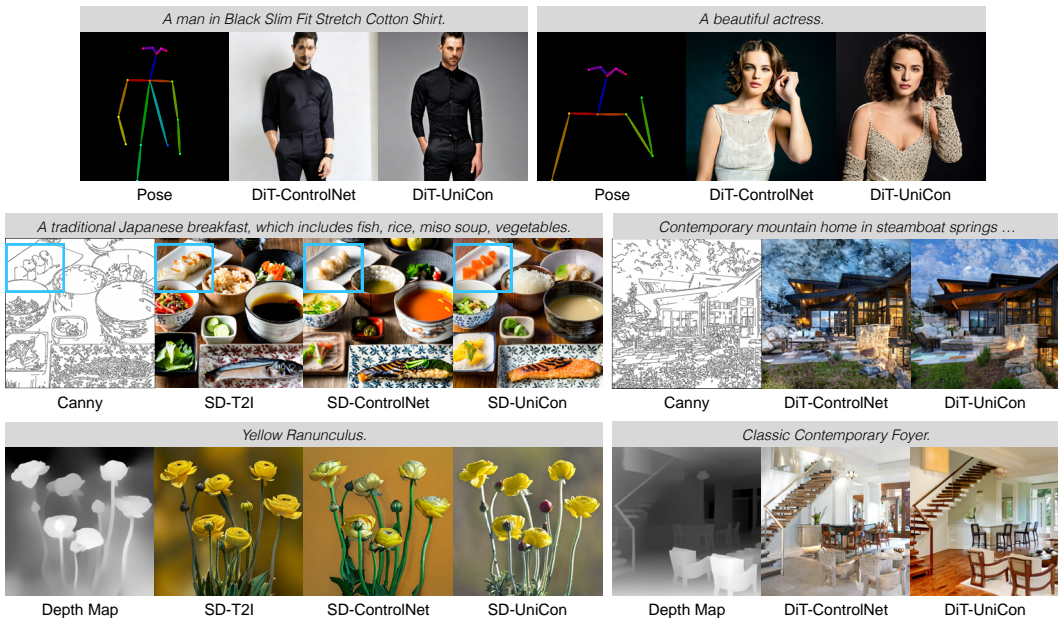 A man in Black Slim Fit Stretch Cotton Shirt.
A beautiful actress.
Pose
DiT-ControlNet
DiT-UniCon
Pose
DiT-ControlNet
DiT-UniCon
A traditional Japanese breakfast, which includes fish, rice, miso soup, vegetables.
Contemporary mountain home in steamboat springs ...
Canny
SD-T2I
SD-ControlNet
SD-UniCon
Canny
DiT-ControlNet
DiT-UniCon
Yellow Ranunculus.
Classic Contemporary Foyer.
Depth Map
SD-T2I
SD-ControlNet
SD-UniCon
Depth Map
DiT-ControlNet
DiT-UniCon